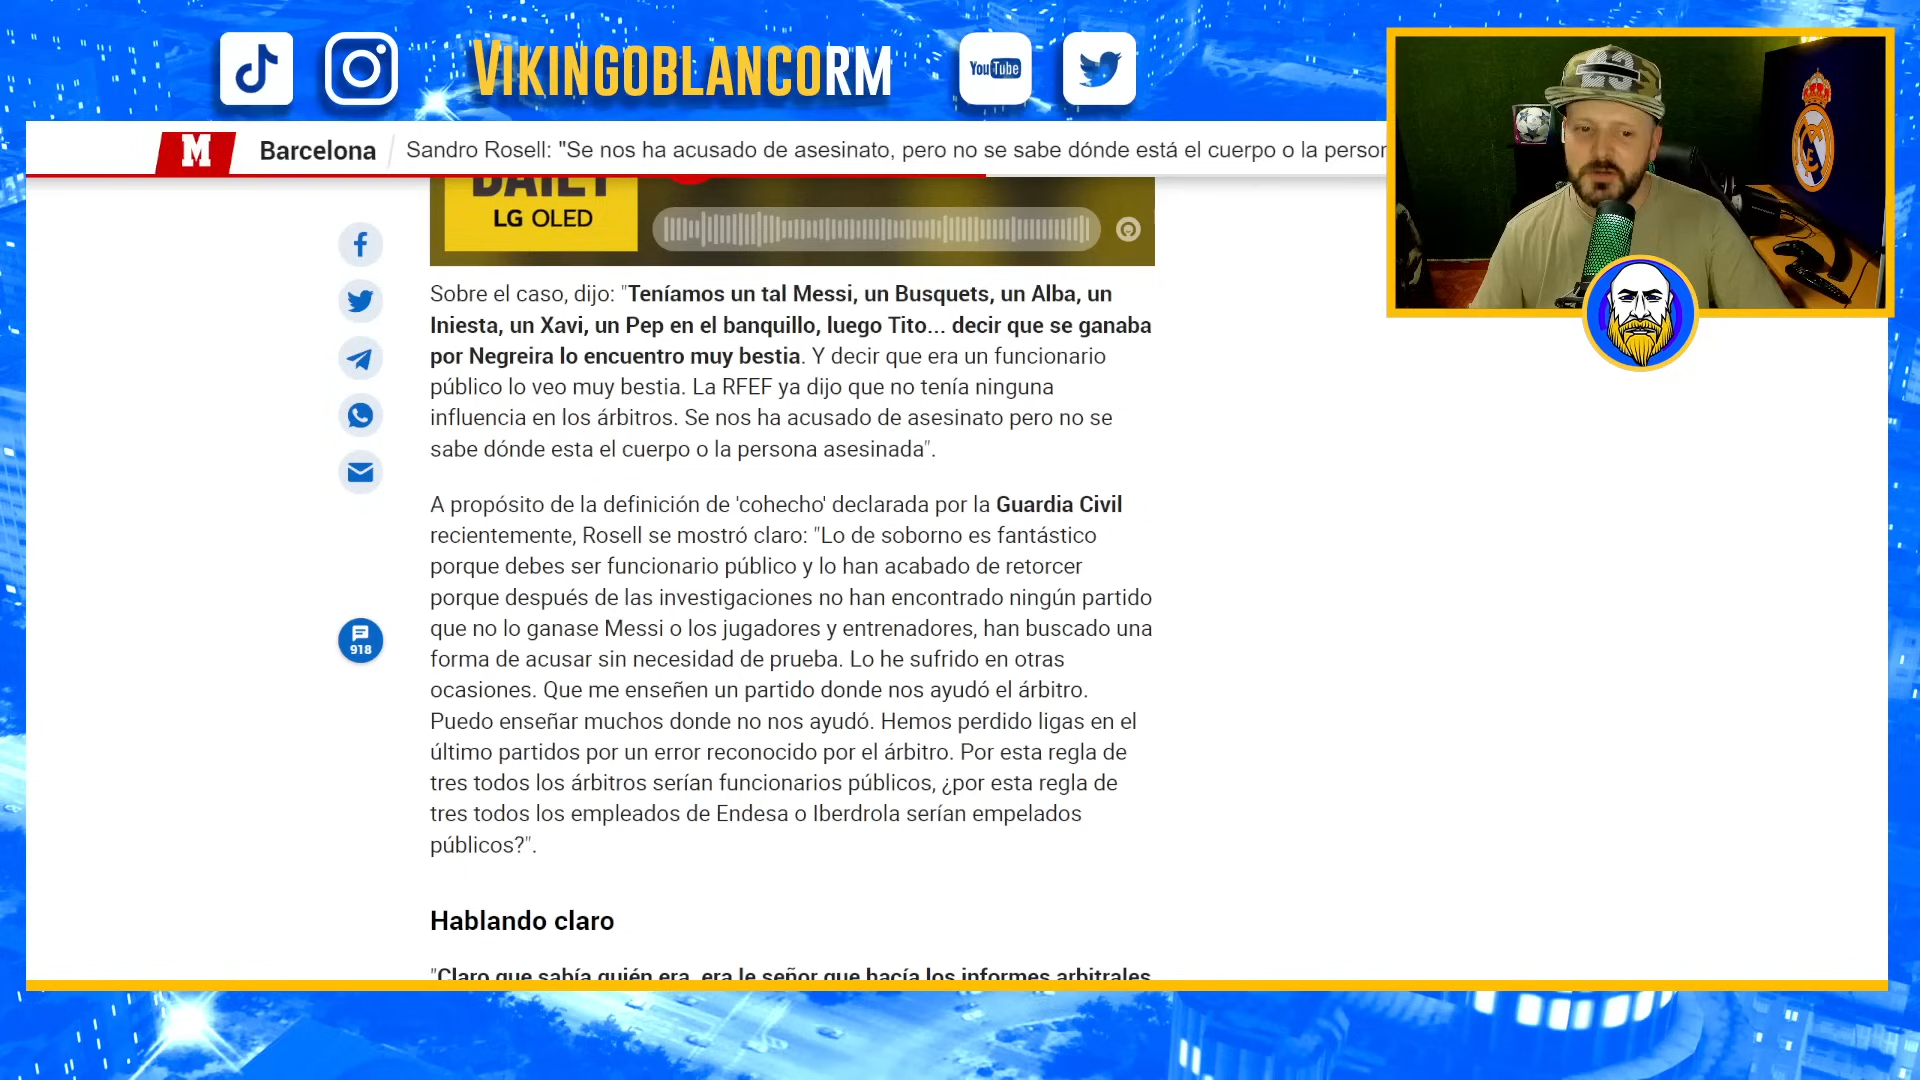 VIKINGOBLANCORM
YouTube
M
Barcelona
Sandro Rosell: "Se nos ha acusado de asesinato, pero no se sabe dónde está el cuerpo o la person
DAILY
LG OLED
Sobre el caso, dijo: "Teníamos un tal Messi, un Busquets, un Alba, un
Iniesta, un Xavi, un Pep en el banquillo, luego Tito... decir que se ganaba
por Negreira lo encuentro muy bestia. Y decir que era un funcionario
público lo veo muy bestia. La RFEF ya dijo que no tenía ninguna
influencia en los árbitros. Se nos ha acusado de asesinato pero no se
sabe dónde esta el cuerpo o la persona asesinada".
A propósito de la definición de 'cohecho' declarada por la Guardia Civil
recientemente, Rosell se mostró claro: "Lo de soborno es fantástico
porque debes ser funcionario público y lo han acabado de retorcer
porque después de las investigaciones no han encontrado ningún partido
que no lo ganase Messi o los jugadores y entrenadores, han buscado una
forma de acusar sin necesidad de prueba. Lo he sufrido en otras
ocasiones. Que me enseñen un partido donde nos ayudó el árbitro.
Puedo enseñar muchos donde no nos ayudó. Hemos perdido ligas en el
último partidos por un error reconocido por el árbitro. Por esta regla de
tres todos los árbitros serían funcionarios públicos, ¿por esta regla de
tres todos los empleados de Endesa o Iberdrola serían empelados
públicos?".
918
Hablando claro
"Claro que sabía quién era, era le señor que hacía los informes arbitrales
23